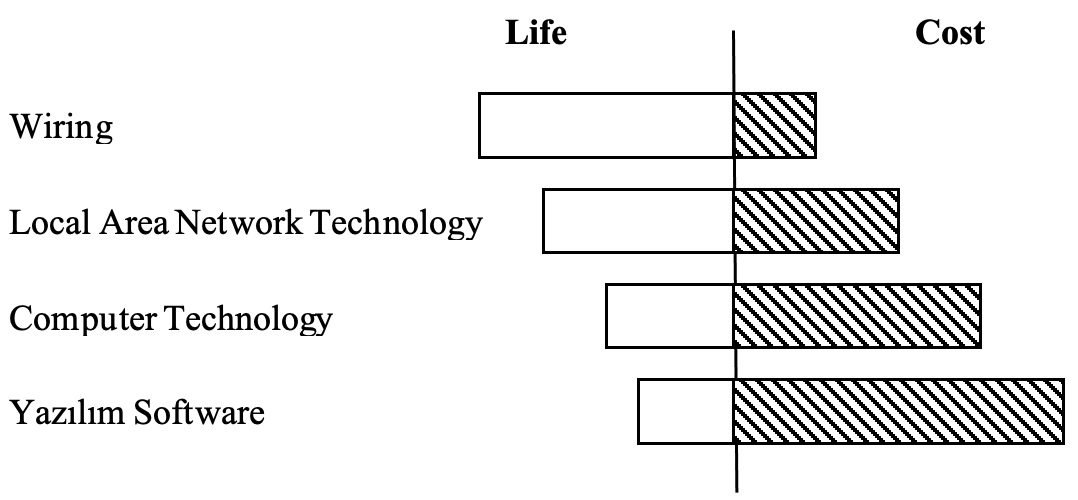 Life Cost
Wiring
Local Area Network Technology
Computer Technology
Yazılım Software